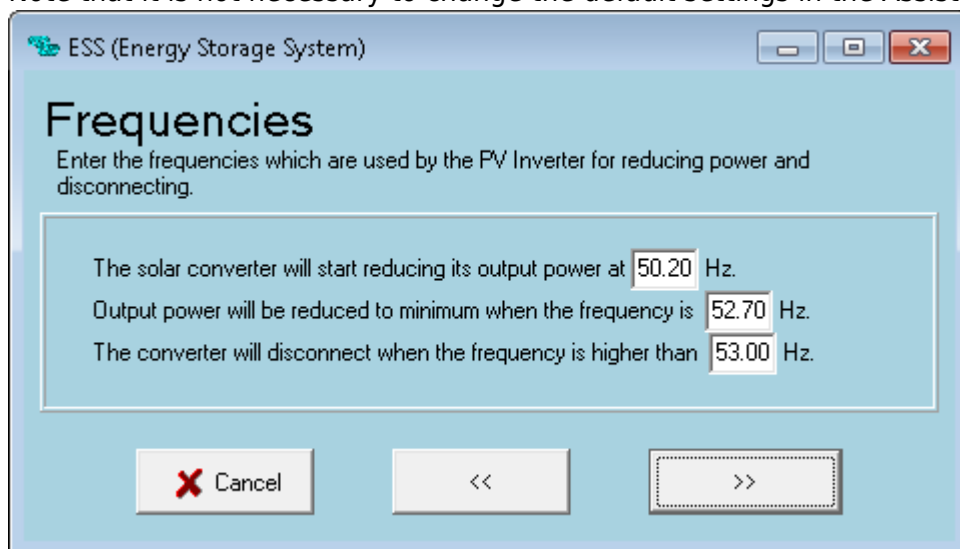 Note that it is not necessary to change the default settings in the Assist
ESS (Energy Storage System)
Frequencies
Enter the frequencies which are used by the PV Inverter for reducing power and
disconnecting.
The solar converter will start reducing its output power at 50.20 Hz.
Output power will be reduced to minimum when the frequency is 52.70 Hz.
The converter will disconnect when the frequency is higher than 53.00 Hz.
Cancel << >>